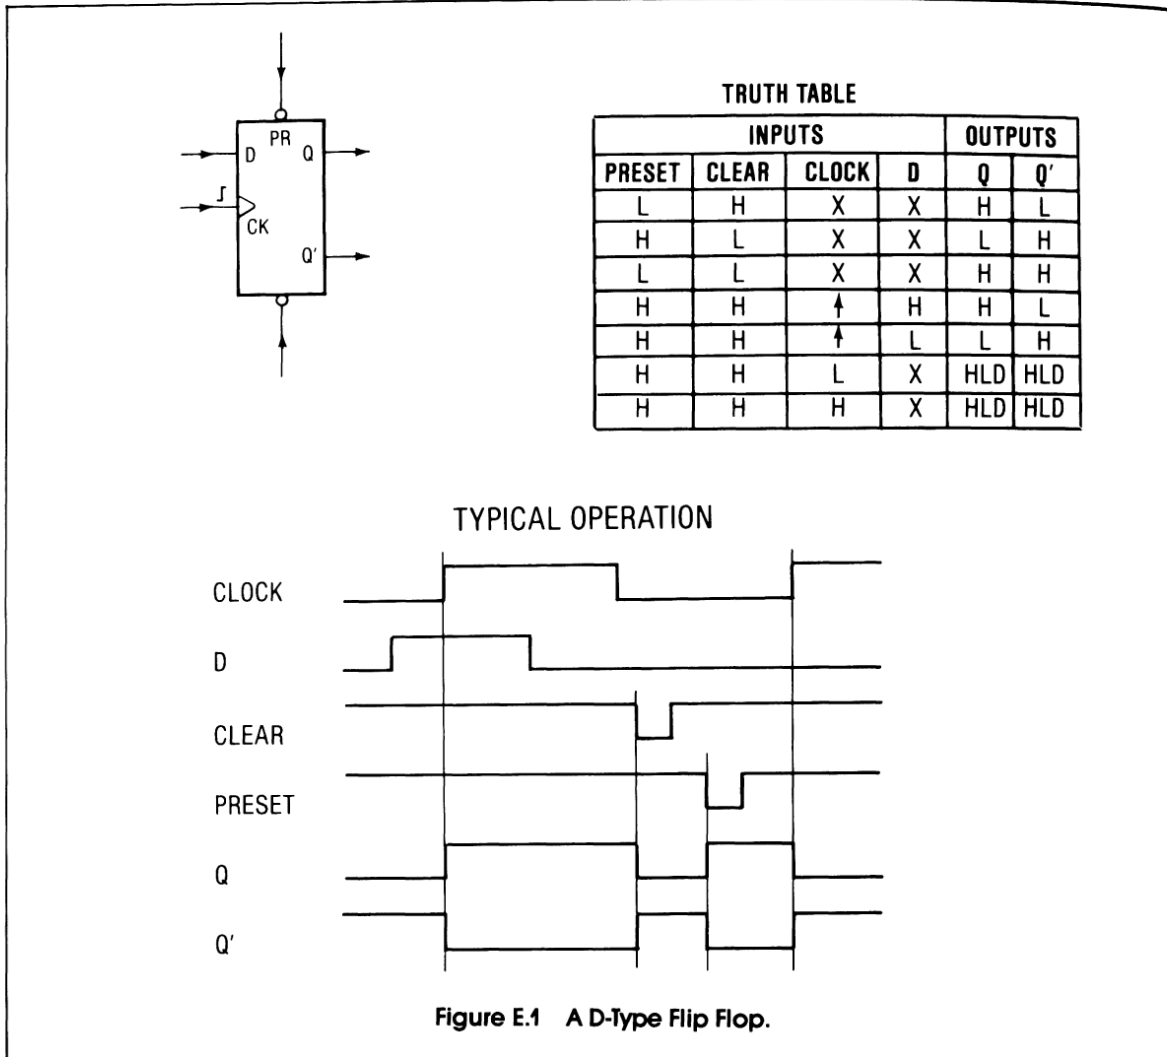 PR
D
Q
CK
Q'
TRUTH TABLE
INPUTS OUTPUTS
PRESET CLEAR CLOCK D Q Q'
L H X X H L
H L X X L H
L L X X H H
H H ↑ H H L
H H ↑ L L H
H H L X HLD HLD
H H H X HLD HLD
TYPICAL OPERATION
CLOCK
D
CLEAR
PRESET
Q
Q'
Figure E.1 A D-Type Flip Flop.